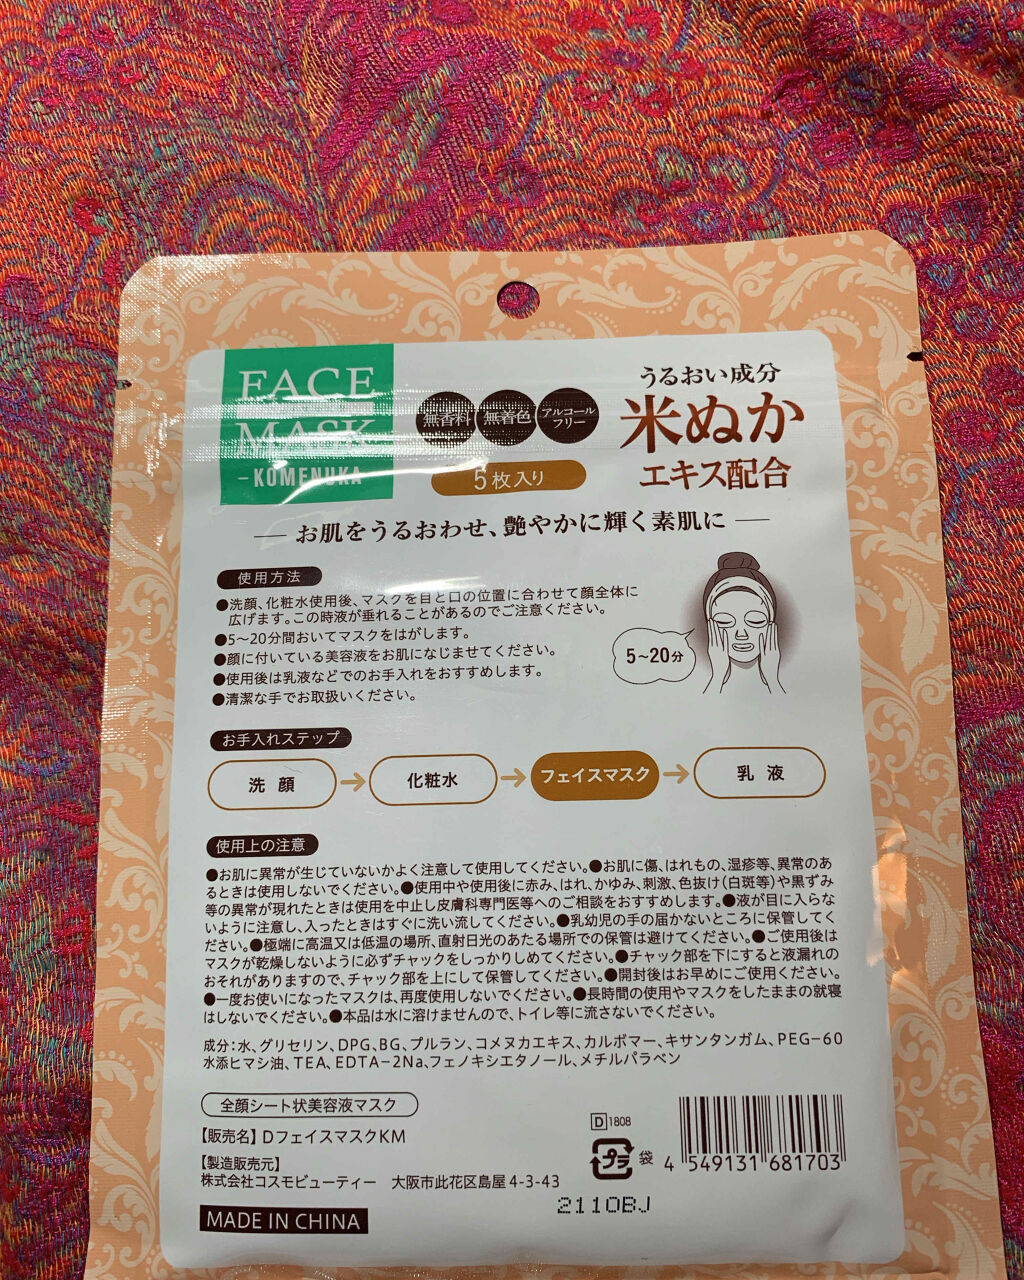 FACE
MASK
-KOMENUKA
無香料
無着色
アルコール
フリー
5枚入り
うるおい成分
米ぬか
エキス配合
— お肌をうるおわせ、艶やかに輝く素肌に —
使用方法
●洗顔、化粧水使用後、マスクを目と口の位置に合わせて顔全体に
広げます。この時液が垂れることがあるのでご注意ください。
●5〜20分間おいてマスクをはがします。
●顔に付いている美容液をお肌になじませてください。
●使用後は乳液などでのお手入れをおすすめします。
●清潔な手でお取扱いください。
5〜20分
お手入れステップ
洗顔→化粧水→フェイスマスク→乳液
使用上の注意
●お肌に異常が生じていないかよく注意して使用してください。●お肌に傷、はれもの、湿疹等、異常のあ
るときは使用しないでください。●使用中や使用後に赤み、はれ、かゆみ、刺激、色抜け(白斑等)や黒ずみ
等の異常が現れたときは使用を中止し皮膚科専門医等へのご相談をおすすめします。●液が目に入らな
いように注意し、入ったときはすぐに洗い流してください。●乳幼児の手の届かないところに保管してく
ださい。●極端に高温又は低温の場所、直射日光のあたる場所での保管は避けてください。●ご使用後は
マスクが乾燥しないように必ずチャックをしっかりしめてください。●チャック部を下にすると液漏れの
おそれがありますので、チャック部を上にして保管してください。●開封後はお早めにご使用ください。
●一度お使いになったマスクは、再度使用しないでください。●長時間の使用やマスクをしたままの就寝
はしないでください。●本品は水に溶けませんので、トイレ等に流さないでください。
成分:水、グリセリン、DPG、BG、プルラン、コメヌカエキス、カルボマー、キサンタンガム、PEG-60
水添ヒマシ油、TEA、EDTA-2Na、フェノキシエタノール、メチルパラベン
全顔シート状美容液マスク
【販売名】DフェイスマスクKM
【製造販売元】
株式会社コスモビューティー 大阪市此花区島屋4-3-43
MADE IN CHINA
D 1808
プラ 袋
4 549131 681703
2110BJ